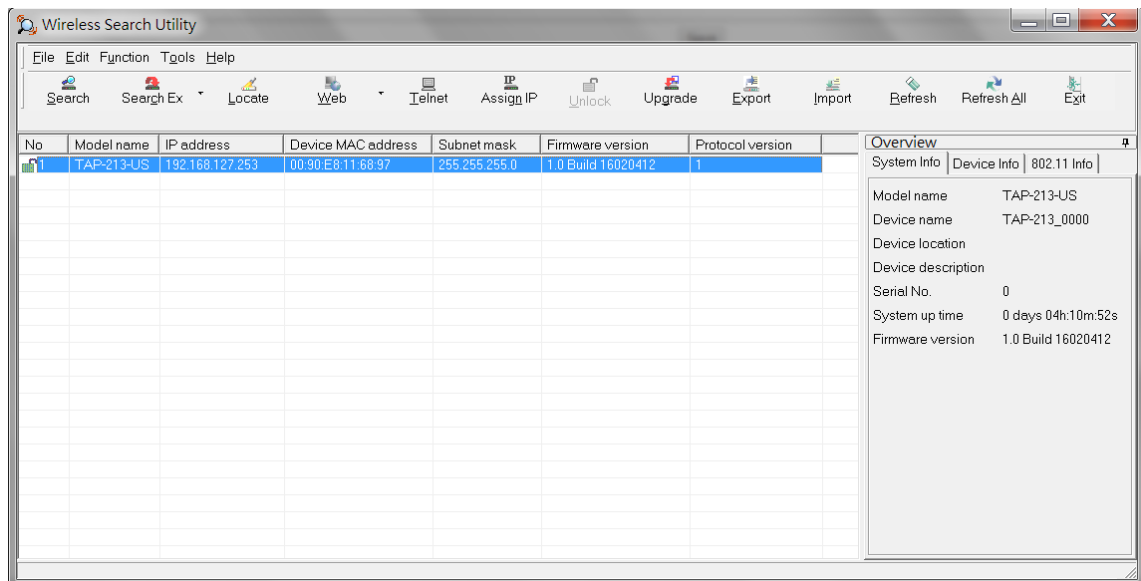 Wireless Search Utility
File Edit Function Tools Help
Search Search Ex Locate Web Telnet Assign IP Unlock Upgrade Export Import Refresh Refresh All Exit
No Model name IP address Device MAC address Subnet mask Firmware version Protocol version
1 TAP-213-US 192.168.127.253 00:90:E8:11:68:97 255.255.255.0 1.0 Build 16020412 1
Overview
System Info Device Info 802.11 Info
Model name TAP-213-US
Device name TAP-213_0000
Device location
Device description
Serial No. 0
System up time 0 days 04h:10m:52s
Firmware version 1.0 Build 16020412